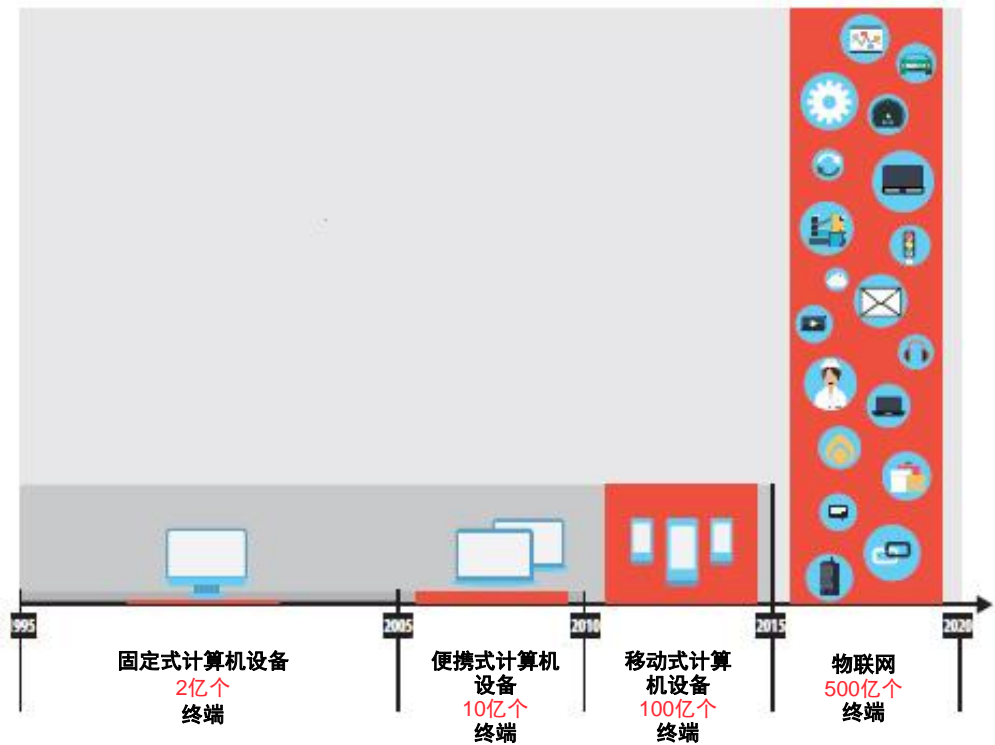 1995
2005
2010
2015
2020
固定式计算机设备
2亿个
终端
便携式计算机
设备
10亿个
终端
移动式计算
机设备
100亿个
终端
物联网
500亿个
终端